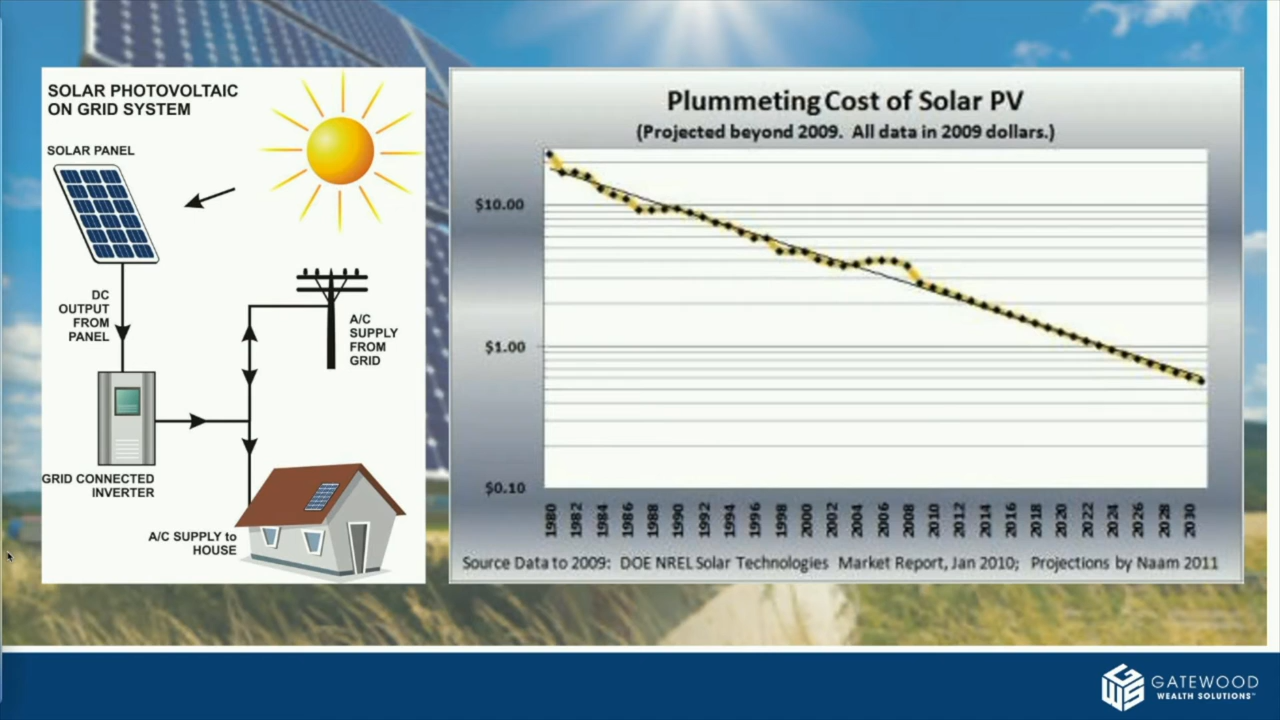 SOLAR PHOTOVOLTAIC
ON GRID SYSTEM
SOLAR PANEL
DC
OUTPUT
FROM
PANEL
A/C
SUPPLY
FROM
GRID
GRID CONNECTED
INVERTER
A/C SUPPLY to
HOUSE
Plummeting Cost of Solar PV
(Projected beyond 2009. All data in 2009 dollars.)
$10.00
$1.00
$0.10
1980 1982 1984 1986 1988 1990 1992 1994 1996 1998 2000 2002 2004 2006 2008 2010 2012 2014 2016 2018 2020 2022 2024 2026 2028 2030
Source Data to 2009: DOE NREL Solar Technologies Market Report, Jan 2010; Projections by Naam 2011
GWS
GATEWOOD
WEALTH SOLUTIONS™